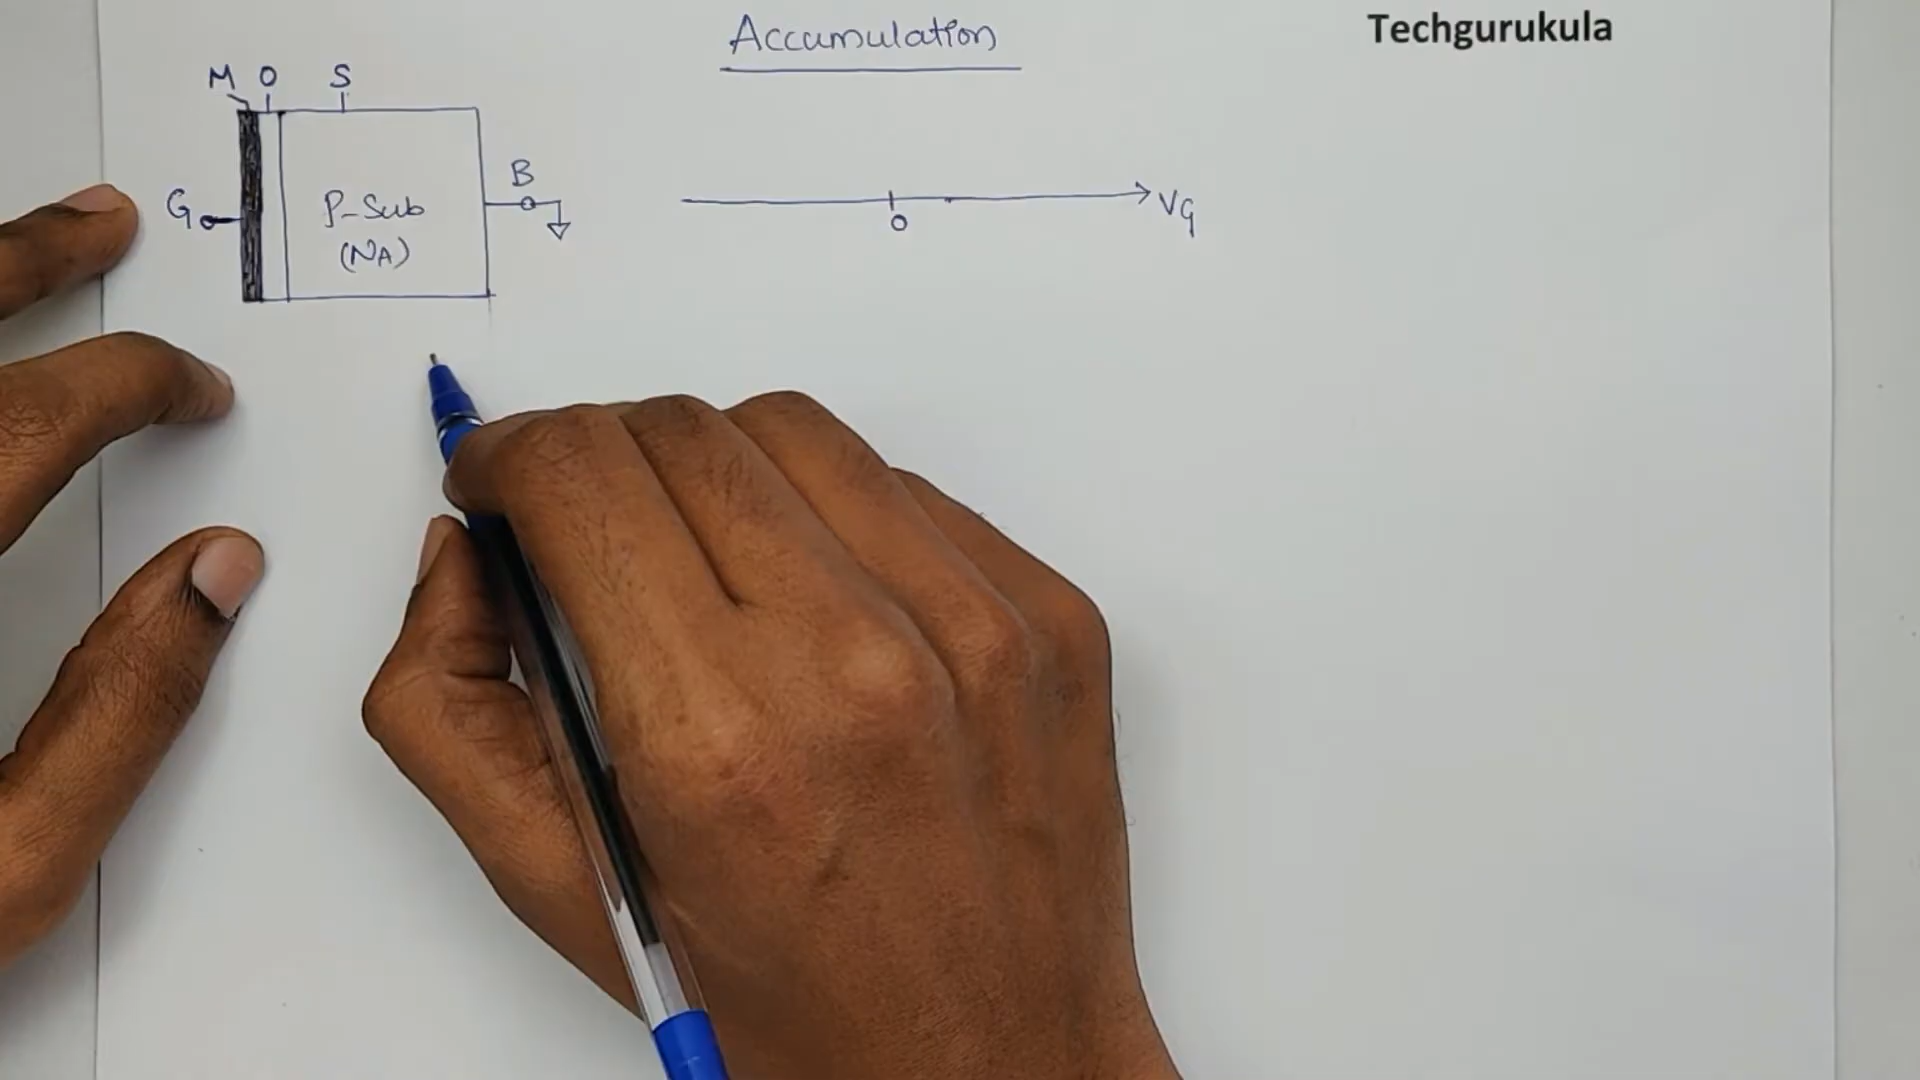 Accumulation
Techgurukula
M O S
G
P-Sub
(NA)
B
0
VG